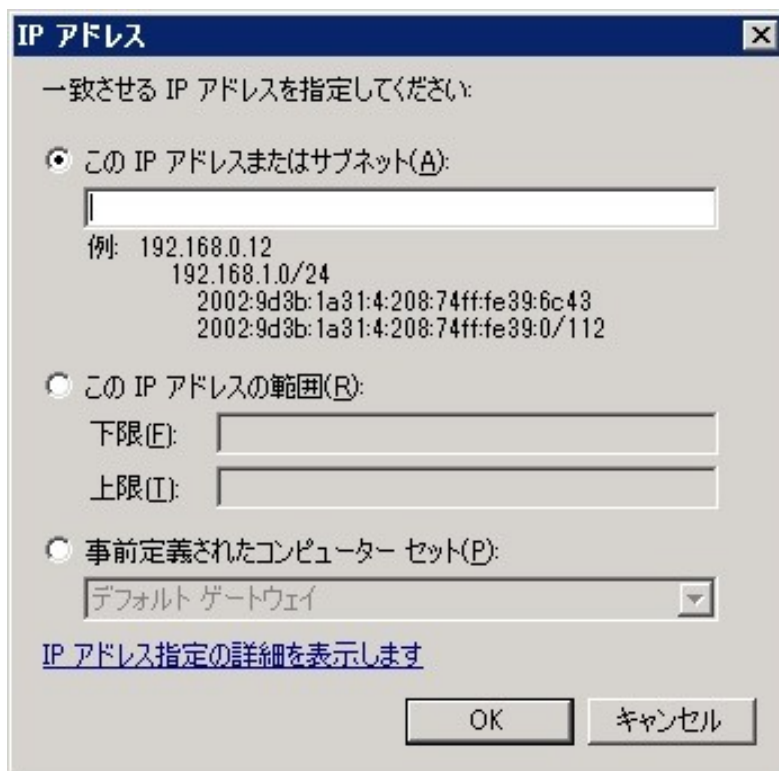 IP アドレス
一致させる IP アドレスを指定してください:
この IP アドレスまたはサブネット(A):
例: 192.168.0.12
192.168.1.0/24
2002:9d3b:1a31:4:208:74ff:fe39:6c43
2002:9d3b:1a31:4:208:74ff:fe39:0/112
この IP アドレスの範囲(R):
下限(F):
上限(T):
事前定義されたコンピューター セット(P):
デフォルト ゲートウェイ
IP アドレス指定の詳細を表示します
OK キャンセル